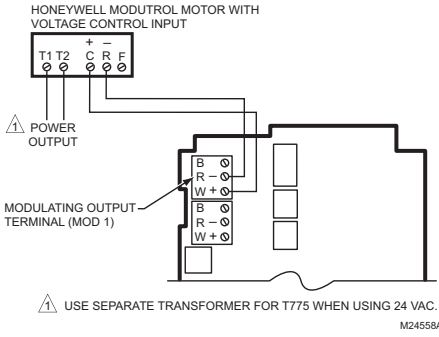 HONEYWELL MODUTROL MOTOR WITH
VOLTAGE CONTROL INPUT
+ –
T1 T2 C R F
1 POWER
OUTPUT
B
R –
W +
MODULATING OUTPUT
TERMINAL (MOD 1)
B
R –
W +
1 USE SEPARATE TRANSFORMER FOR T775 WHEN USING 24 VAC.
M24558A